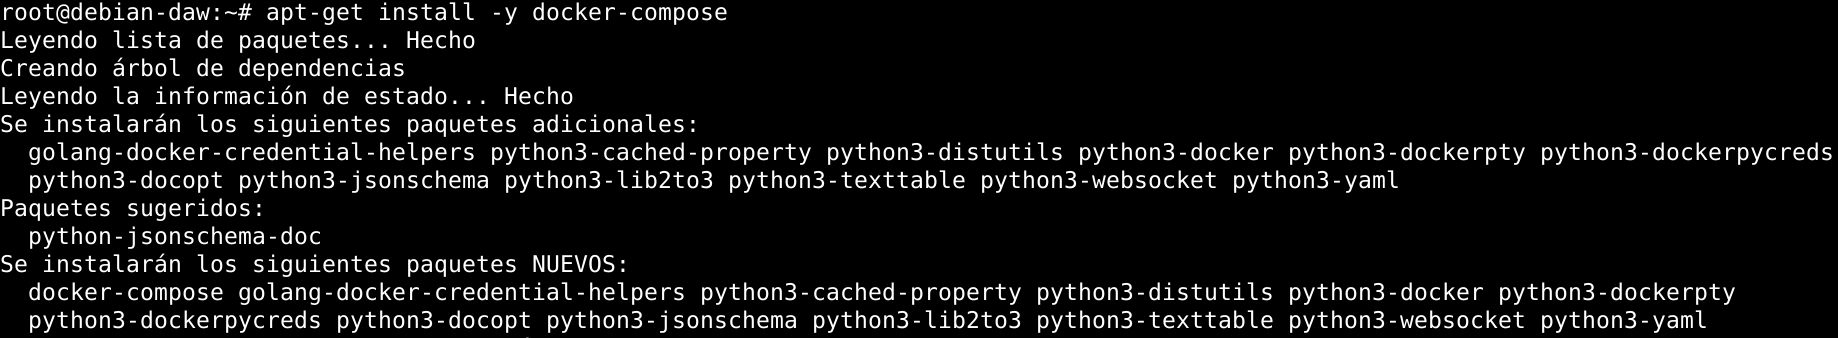 root@debian-daw:~# apt-get install -y docker-compose
Leyendo lista de paquetes... Hecho
Creando árbol de dependencias
Leyendo la información de estado... Hecho
Se instalarán los siguientes paquetes adicionales:
  golang-docker-credential-helpers python3-cached-property python3-distutils python3-docker python3-dockerpty python3-dockerpycreds
  python3-docopt python3-jsonschema python3-lib2to3 python3-texttable python3-websocket python3-yaml
Paquetes sugeridos:
  python-jsonschema-doc
Se instalarán los siguientes paquetes NUEVOS:
  docker-compose golang-docker-credential-helpers python3-cached-property python3-distutils python3-docker python3-dockerpty
  python3-dockerpycreds python3-docopt python3-jsonschema python3-lib2to3 python3-texttable python3-websocket python3-yaml